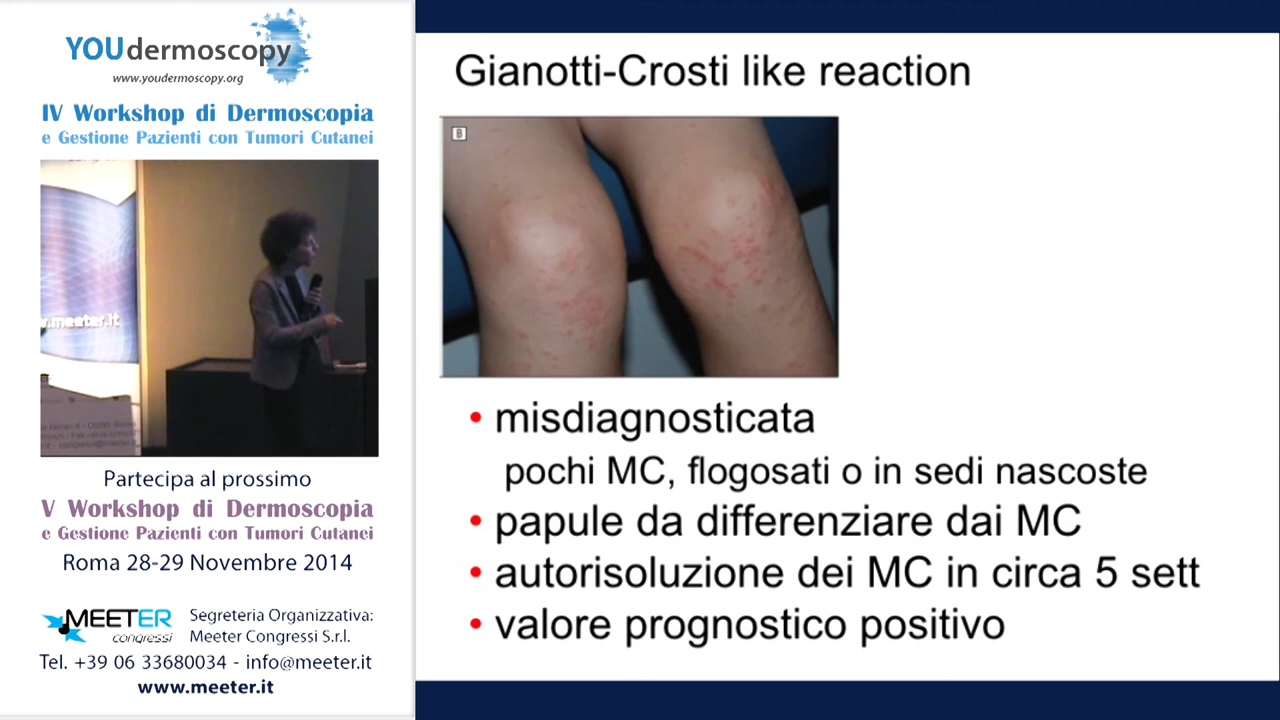 YOUdermoscopy
www.youdermoscopy.org
IV Workshop di Dermoscopia
e Gestione Pazienti con Tumori Cutanei
w.meeter.it
Partecipa al prossimo
V Workshop di Dermoscopia
e Gestione Pazienti con Tumori Cutanei
Roma 28-29 Novembre 2014
MEETER
congressi
Segreteria Organizzativa:
Meeter Congressi S.r.l.
Tel. +39 06 33680034 - info@meeter.it
www.meeter.it
Gianotti-Crosti like reaction
B
• misdiagnosticata
pochi MC, flogosati o in sedi nascoste
• papule da differenziare dai MC
• autorisoluzione dei MC in circa 5 sett
• valore prognostico positivo